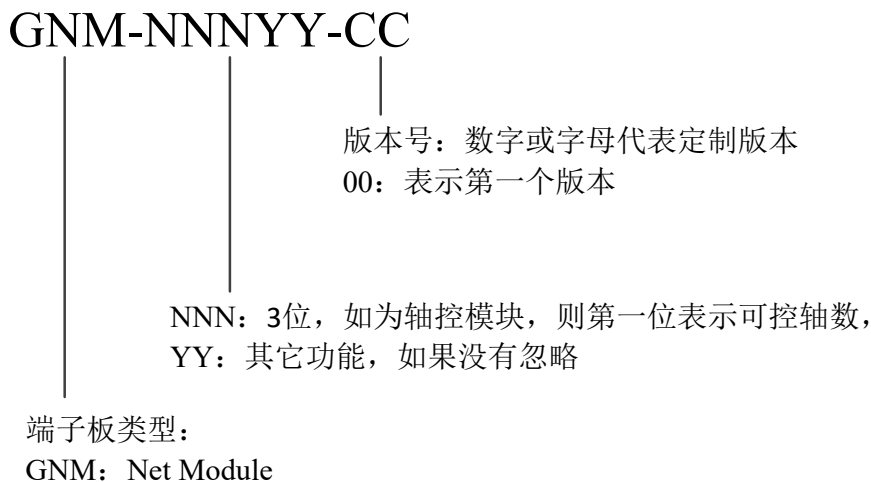 GNM-NNNYY-CC
版本号：数字或字母代表定制版本
00：表示第一个版本
NNN：3位，如为轴控模块，则第一位表示可控轴数，
YY：其它功能，如果没有忽略
端子板类型：
GNM：Net Module